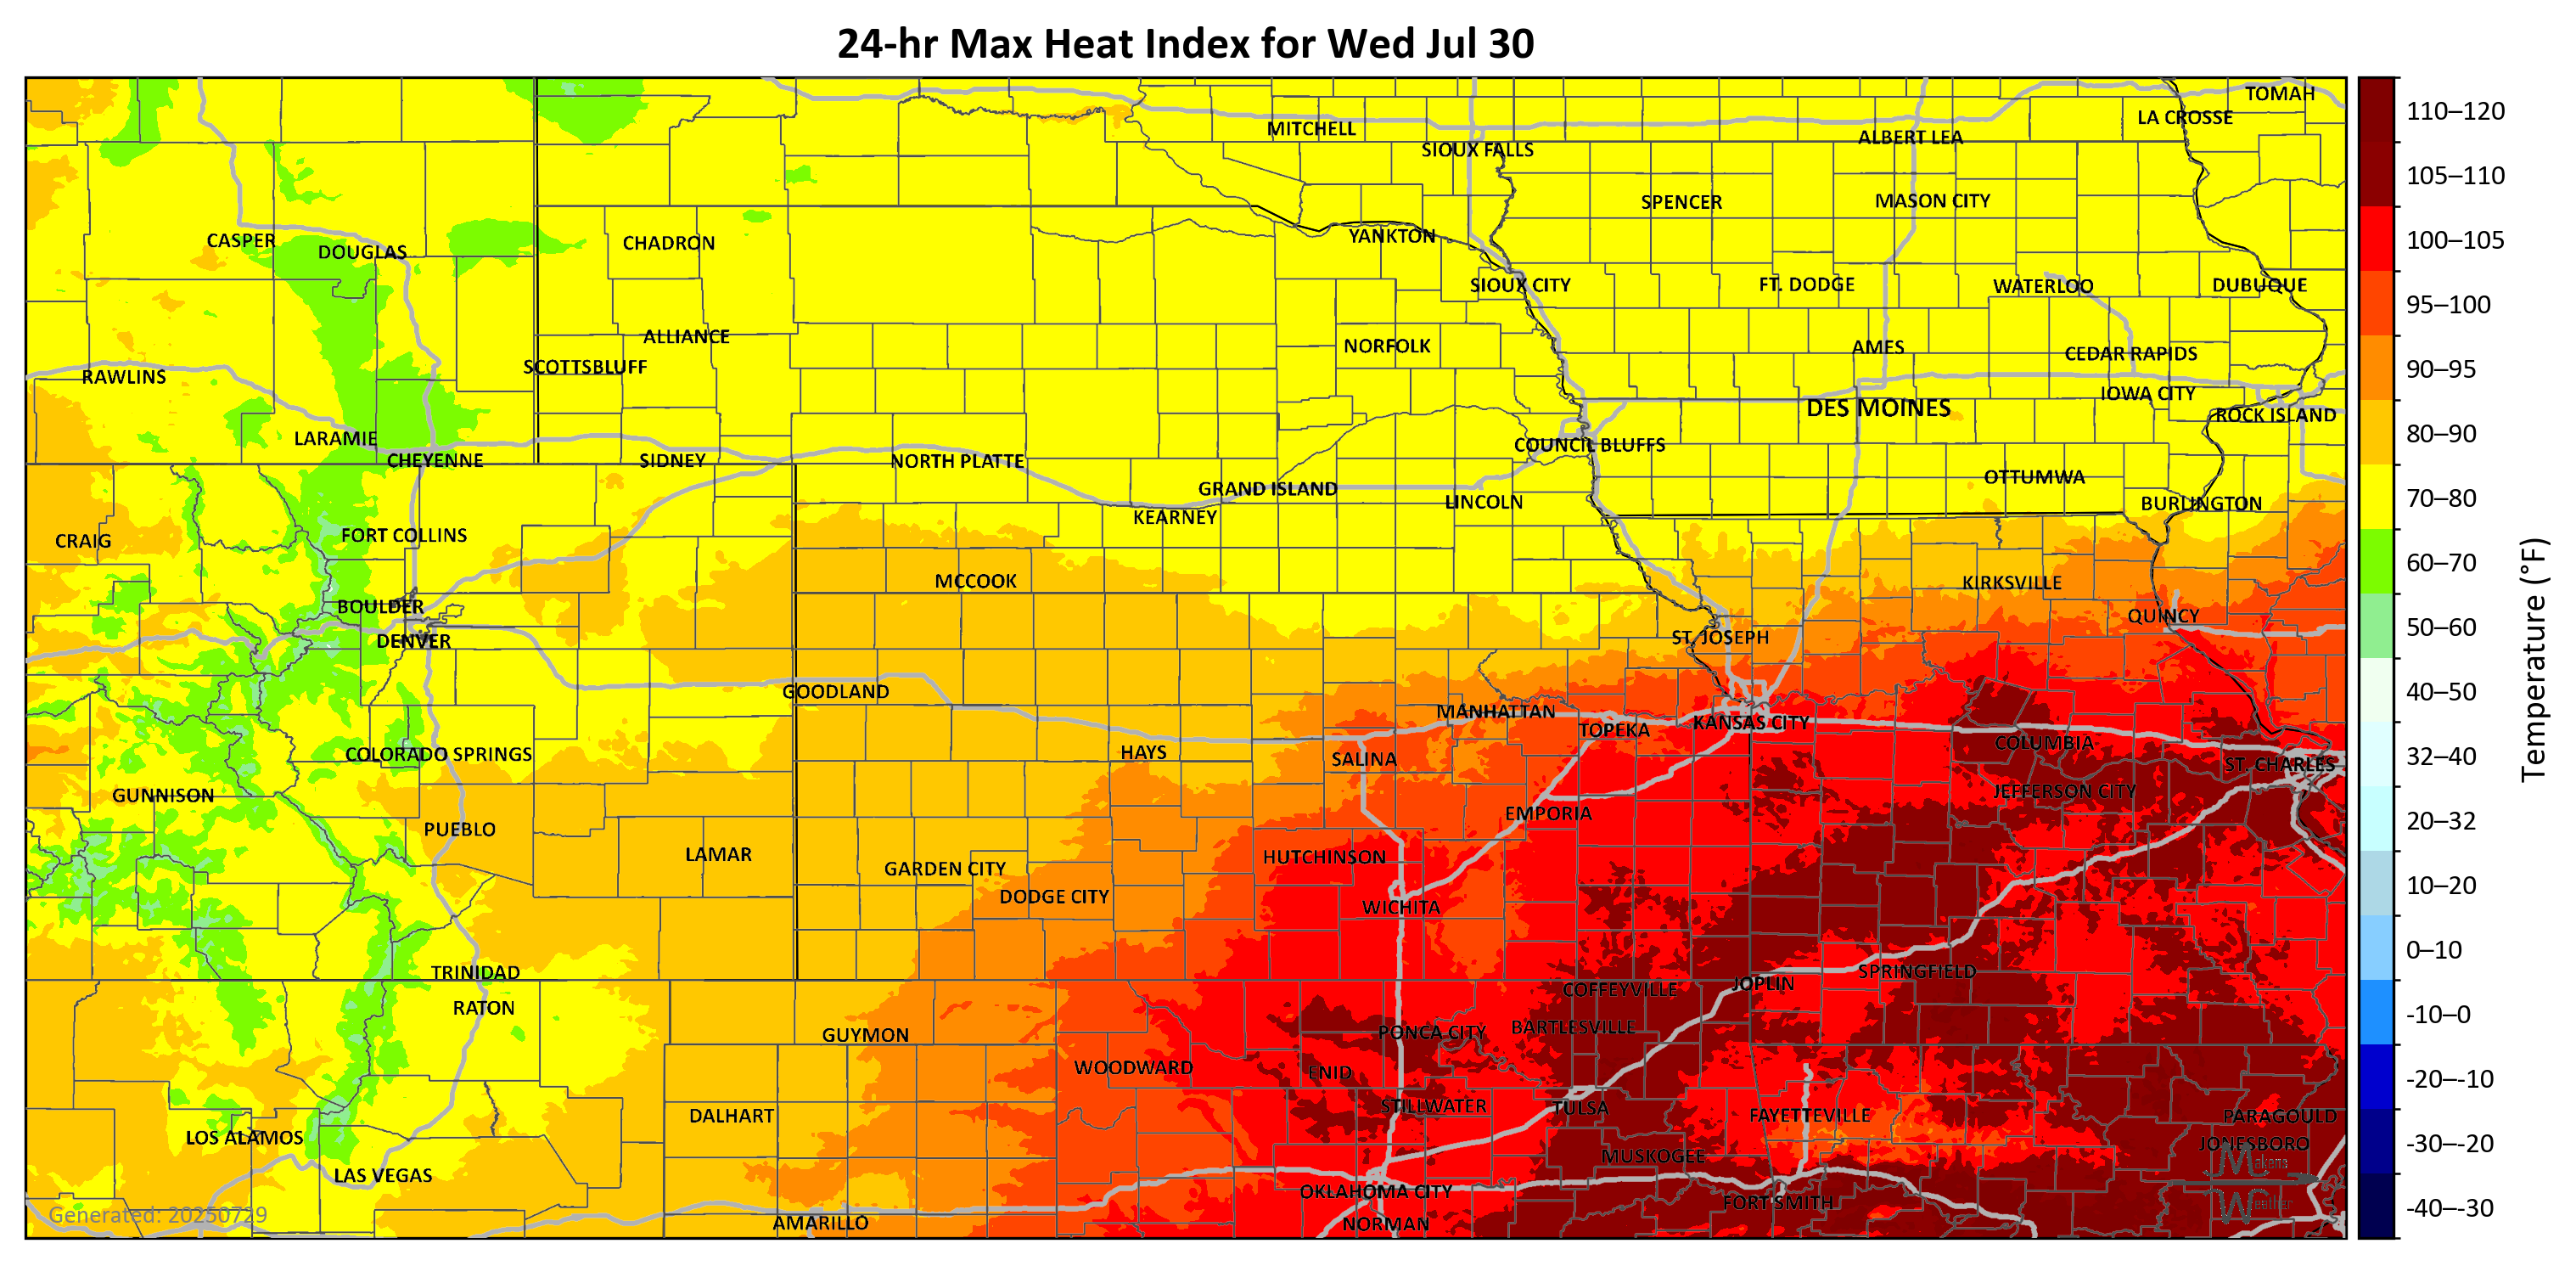 24-hr Max Heat Index for Wed Jul 30
TOMAH
LA CROSSE
MITCHELL
ALBERT LEA
SIOUX FALLS
SPENCER
MASON CITY
CASPER
DOUGLAS
CHADRON
YANKTON
SIOUX CITY
FT. DODGE
WATERLOO
DUBUQUE
ALLIANCE
NORFOLK
AMES
CEDAR RAPIDS
SCOTTSBLUFF
RAWLINS
IOWA CITY
DES MOINES
ROCK ISLAND
LARAMIE
COUNCIL BLUFFS
CHEYENNE
SIDNEY
NORTH PLATTE
OTTUMWA
GRAND ISLAND
LINCOLN
BURLINGTON
KEARNEY
CRAIG
FORT COLLINS
MCCOOK
KIRKSVILLE
BOULDER
QUINCY
DENVER
ST. JOSEPH
GOODLAND
MANHATTAN
TOPEKA
KANSAS CITY
COLUMBIA
COLORADO SPRINGS
HAYS
SALINA
ST. CHARLES
GUNNISON
JEFFERSON CITY
EMPORIA
PUEBLO
LAMAR
HUTCHINSON
GARDEN CITY
DODGE CITY
WICHITA
TRINIDAD
SPRINGFIELD
JOPLIN
COFFEYVILLE
RATON
GUYMON
PONCA CITY
BARTLESVILLE
WOODWARD
ENID
STILLWATER
TULSA
DALHART
FAYETTEVILLE
PARAGOULD
LOS ALAMOS
JONESBORO
MUSKOGEE
LAS VEGAS
OKLAHOMA CITY
FORT SMITH
AMARILLO
NORMAN
Makens
Weather
Generated: 20250729
110–120
105–110
100–105
95–100
90–95
80–90
70–80
60–70
50–60
40–50
32–40
20–32
10–20
0–10
-10–0
-20–-10
-30–-20
-40–-30
Temperature (°F)